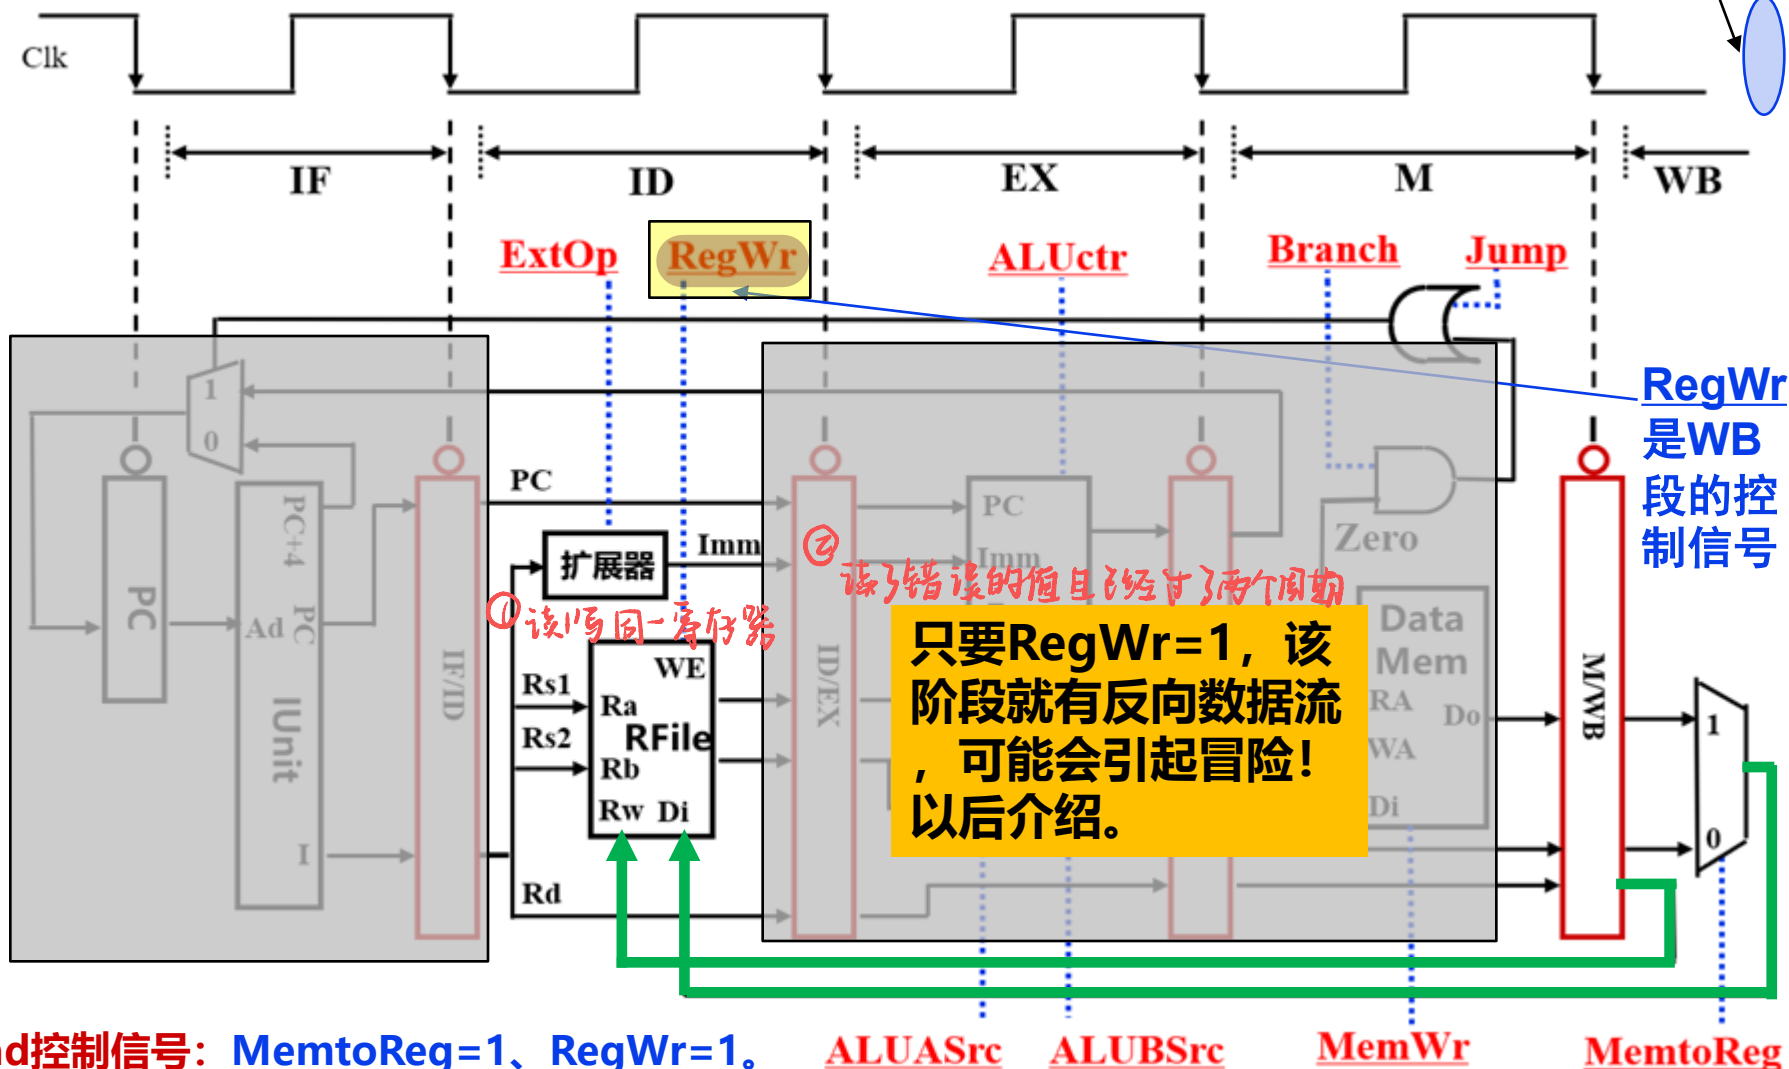 Clk
IF
ID
EX
M
WB
ExtOp
RegWr
ALUctr
Branch
Jump
RegWr
是WB
段的控
制信号
1
0
PC
PC+4
PC
Ad
PC
IUnit
I
IF/ID
PC
扩展器
Imm
①读/写同一寄存器
Rs1
Rs2
Rd
WE
Ra
RFile
Rb
Rw Di
ID/EX
PC
Imm
②
读了错误的值且已经过了两个周期
Zero
Data
Mem
RA
Do
WA
Di
只要RegWr=1，该
阶段就有反向数据流
，可能会引起冒险！
以后介绍。
M/WB
1
0
ad控制信号：MemtoReg=1、RegWr=1。
ALUASrc
ALUBSrc
MemWr
MemtoReg